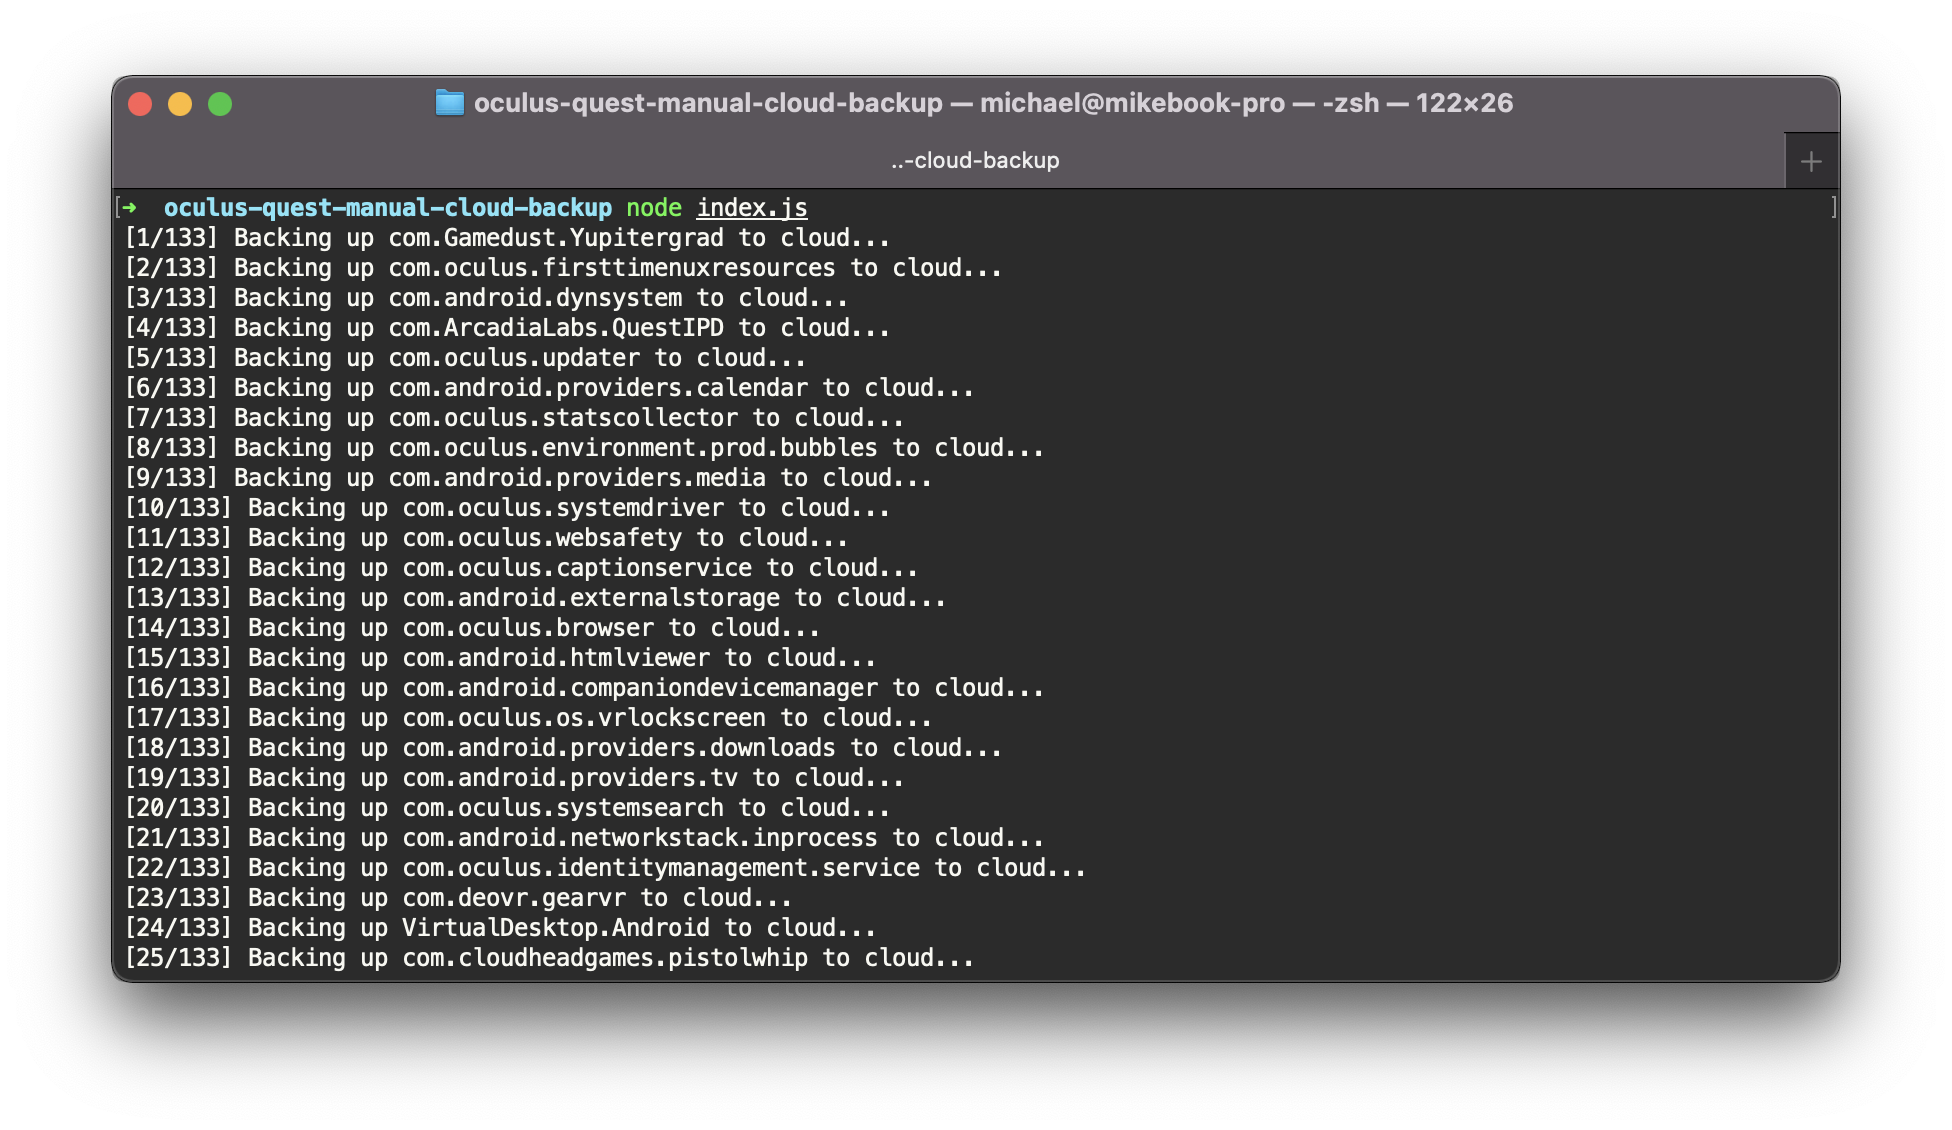 oculus-quest-manual-cloud-backup — michael@mikebook-pro — -zsh — 122×26
..-cloud-backup
[➜  oculus-quest-manual-cloud-backup node index.js ]
[1/133] Backing up com.Gamedust.Yupitergrad to cloud...
[2/133] Backing up com.oculus.firsttimenuxresources to cloud...
[3/133] Backing up com.android.dynsystem to cloud...
[4/133] Backing up com.ArcadiaLabs.QuestIPD to cloud...
[5/133] Backing up com.oculus.updater to cloud...
[6/133] Backing up com.android.providers.calendar to cloud...
[7/133] Backing up com.oculus.statscollector to cloud...
[8/133] Backing up com.oculus.environment.prod.bubbles to cloud...
[9/133] Backing up com.android.providers.media to cloud...
[10/133] Backing up com.oculus.systemdriver to cloud...
[11/133] Backing up com.oculus.websafety to cloud...
[12/133] Backing up com.oculus.captionservice to cloud...
[13/133] Backing up com.android.externalstorage to cloud...
[14/133] Backing up com.oculus.browser to cloud...
[15/133] Backing up com.android.htmlviewer to cloud...
[16/133] Backing up com.android.companiondevicemanager to cloud...
[17/133] Backing up com.oculus.os.vrlockscreen to cloud...
[18/133] Backing up com.android.providers.downloads to cloud...
[19/133] Backing up com.android.providers.tv to cloud...
[20/133] Backing up com.oculus.systemsearch to cloud...
[21/133] Backing up com.android.networkstack.inprocess to cloud...
[22/133] Backing up com.oculus.identitymanagement.service to cloud...
[23/133] Backing up com.deovr.gearvr to cloud...
[24/133] Backing up VirtualDesktop.Android to cloud...
[25/133] Backing up com.cloudheadgames.pistolwhip to cloud...